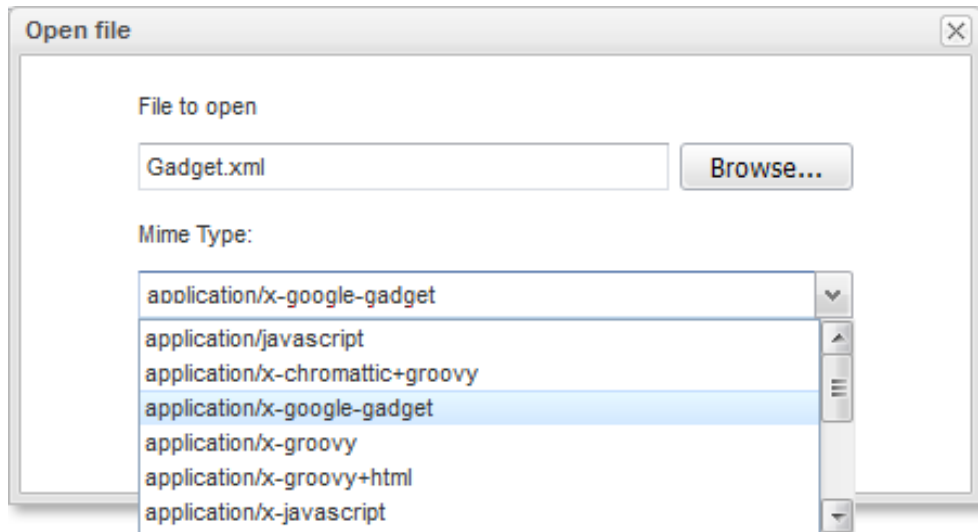 Open file
File to open
Gadget.xml
Browse...
Mime Type:
application/x-google-gadget
application/javascript
application/x-chromattic+groovy
application/x-google-gadget
application/x-groovy
application/x-groovy+html
application/x-javascript